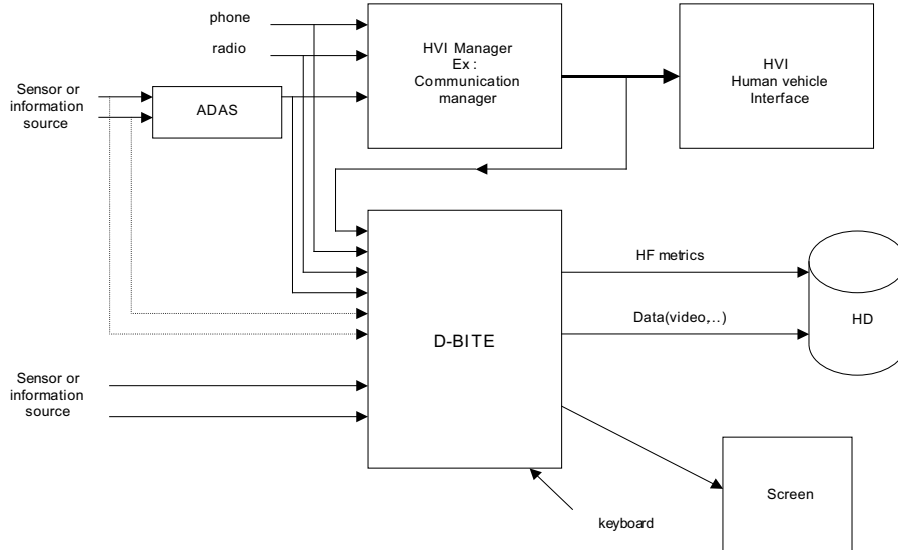 phone
radio
HVI Manager
Ex :
Communication
manager
HVI
Human vehicle
Interface
Sensor or
information
source
ADAS
HF metrics
Data(video,..)
HD
D-BITE
Sensor or
information
source
Screen
keyboard